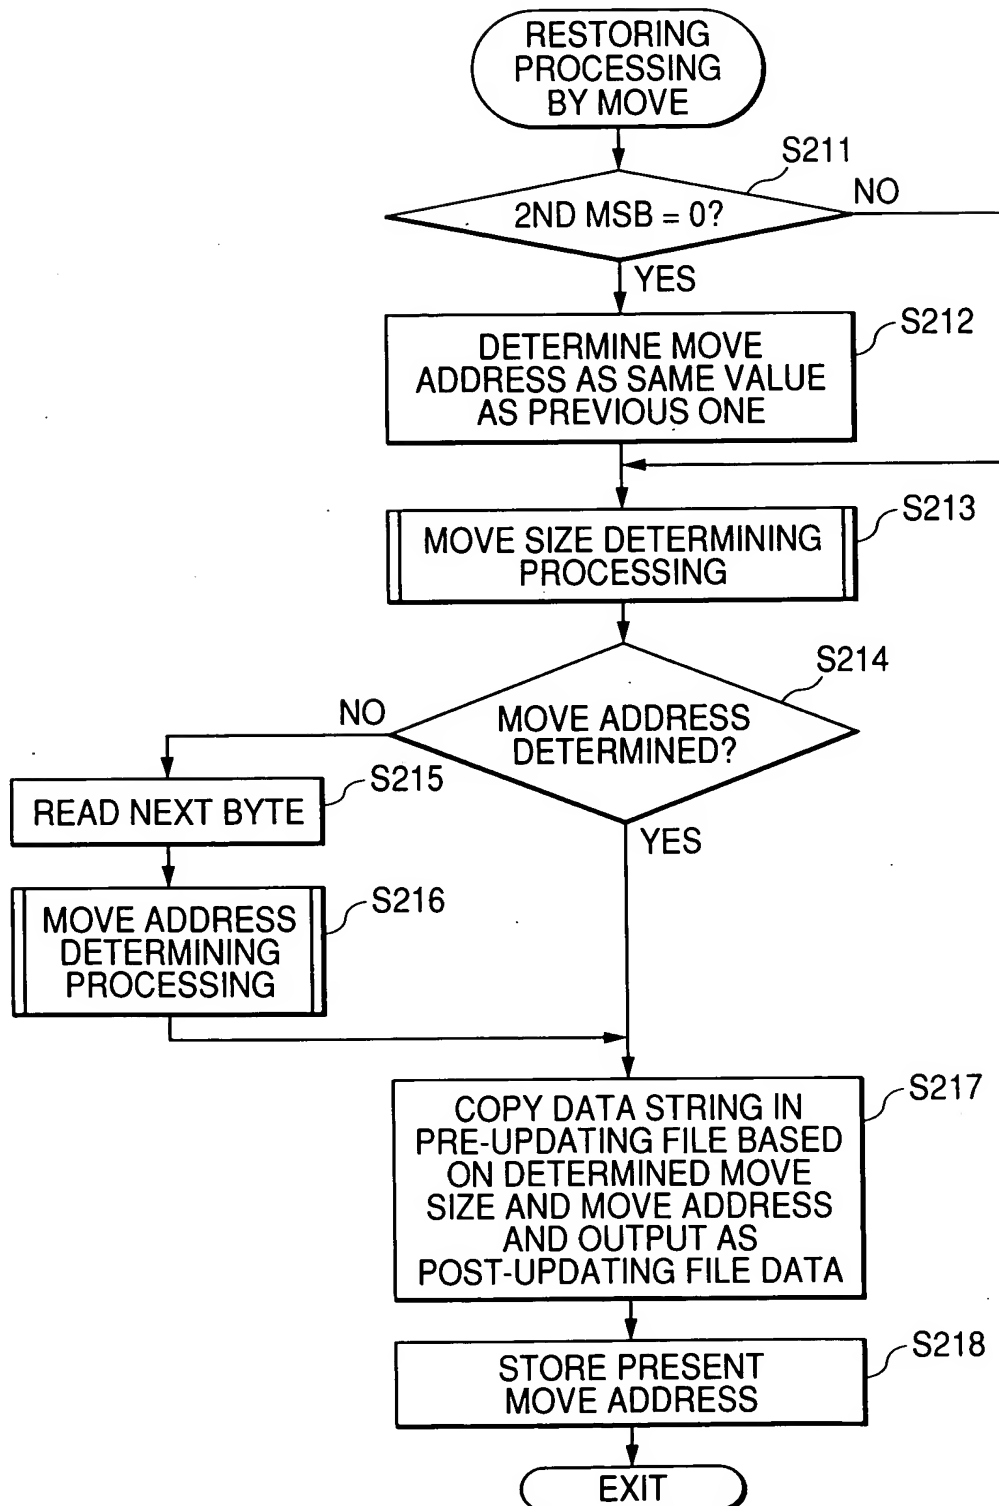 RESTORING
PROCESSING
BY MOVE
S211
2ND MSB = 0?
NO
YES
S212
DETERMINE MOVE
ADDRESS AS SAME VALUE
AS PREVIOUS ONE
S213
MOVE SIZE DETERMINING
PROCESSING
S214
MOVE ADDRESS
DETERMINED?
NO
YES
S215
READ NEXT BYTE
S216
MOVE ADDRESS
DETERMINING
PROCESSING
S217
COPY DATA STRING IN
PRE-UPDATING FILE BASED
ON DETERMINED MOVE
SIZE AND MOVE ADDRESS
AND OUTPUT AS
POST-UPDATING FILE DATA
S218
STORE PRESENT
MOVE ADDRESS
EXIT